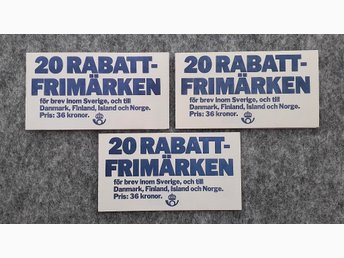 20 RABATT-
FRIMÄRKEN
för brev inom Sverige, och till
Danmark, Finland, Island och Norge.
Pris: 36 kronor.
20 RABATT-
FRIMÄRKEN
för brev inom Sverige, och till
Danmark, Finland, Island och Norge.
Pris: 36 kronor.
20 RABATT-
FRIMÄRKEN
för brev inom Sverige, och till
Danmark, Finland, Island och Norge.
Pris: 36 kronor.